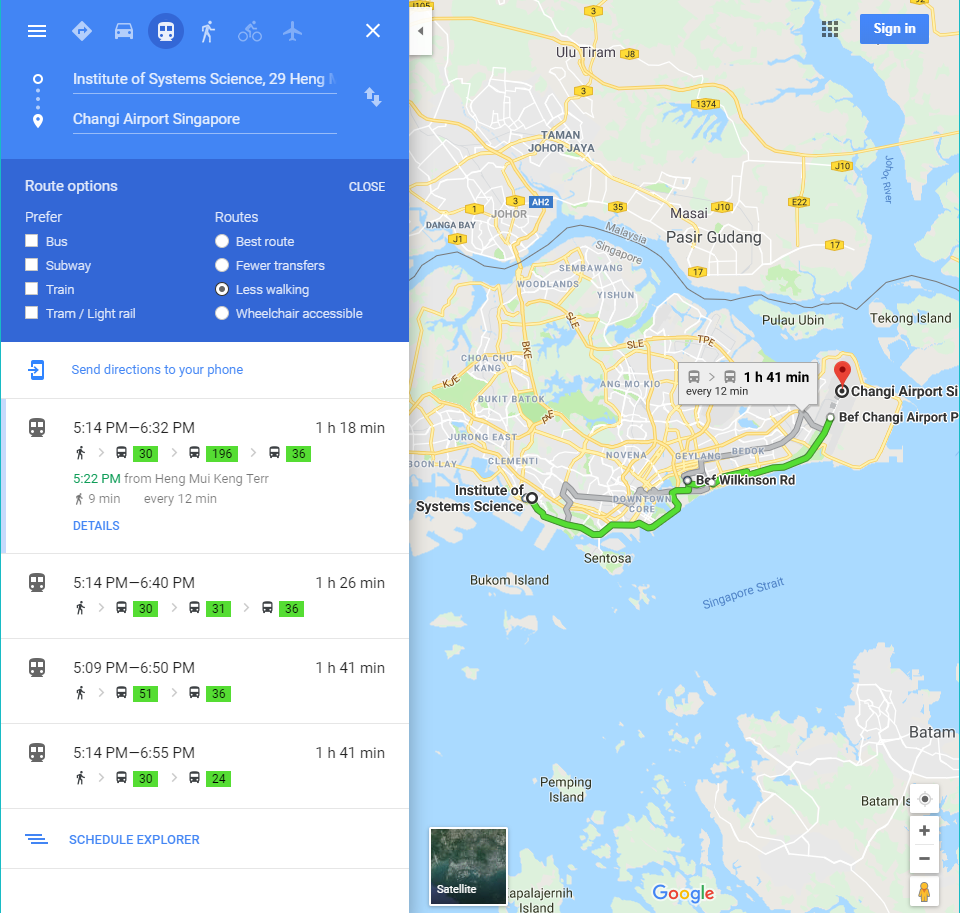 Institute of Systems Science, 29 Heng
Changi Airport Singapore
Route options
CLOSE
Prefer
Routes
Bus
Best route
Subway
Fewer transfers
Train
Less walking
Tram / Light rail
Wheelchair accessible
Send directions to your phone
5:14 PM—6:32 PM
1 h 18 min
30
196
36
5:22 PM from Heng Mui Keng Terr
9 min every 12 min
DETAILS
5:14 PM—6:40 PM
1 h 26 min
30
31
36
5:09 PM—6:50 PM
1 h 41 min
51
36
5:14 PM—6:55 PM
1 h 41 min
30
24
SCHEDULE EXPLORER
Sign in
Ulu Tiram
J8
3
3
1374
TAMAN
JOHOR JAYA
J10
Johor River
3
AH2
1
JOHOR
35
Masai
J10
E22
DANGA BAY
J1
Malaysia
Singapore
Pasir Gudang
17
17
SEMBAWANG
WOODLANDS
YISHUN
SLE
Pulau Ubin
Tekong Island
BKE
SLE
TPE
CHOA CHU
KANG
KJE
ANG MO KIO
1 h 41 min
every 12 min
Changi Airport Si
BUKIT BATOK
PIE
Bef Changi Airport P
JURONG EAST
NOVENA
GEYLANG
BEDOK
BOON LAY
CLEMENTI
Bef Wilkinson Rd
Institute of
Systems Science
DOWNTOWN
CORE
Sentosa
Bukom Island
Singapore Strait
Batam
Pemping
Island
Batam Is
Satellite
Kapalajernih
Island
Google